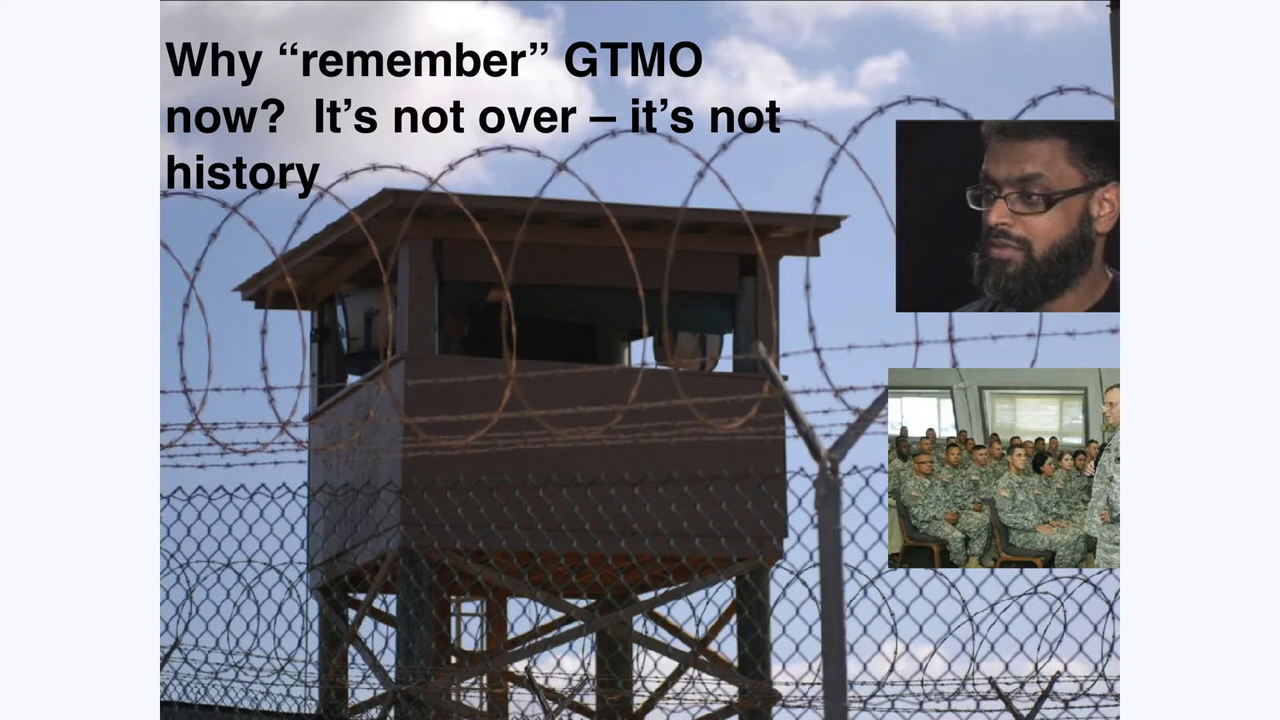 Why “remember” GTMO
now?  It’s not over – it’s not
history